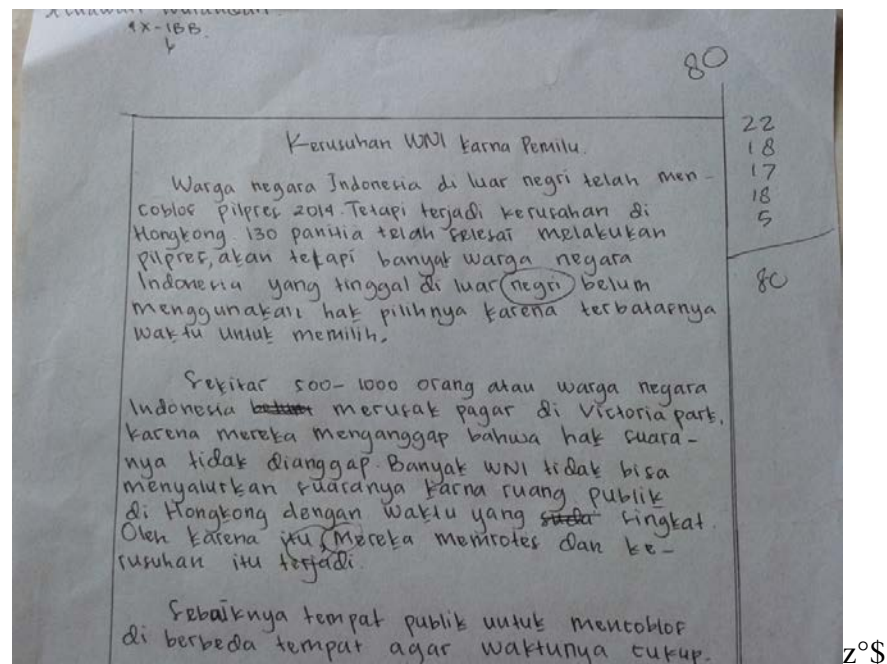 1X-1BB.
80
22
18
17
18
5
80
Kerusuhan WNI karna Pemilu.
Warga negara Indonesia di luar negri telah men-
coblos pilpres 2014. Tetapi terjadi kerusahan di
Hongkong. 130 panitia telah selesai melakukan
pilpres, akan tetapi banyak warga negara
Indonesia yang tinggal di luar negri belum
menggunakan hak pilihnya karena terbatasnya
waktu untuk memilih.
Sekitar 500-1000 orang atau warga negara
Indonesia merusak pagar di Victoria park,
karena mereka menganggap bahwa hak suara-
nya tidak dianggap. Banyak WNI tidak bisa
menyalurkan suaranya karna ruang publik
di Hongkong dengan waktu yang singkat.
Oleh karena itu Mereka memrotes dan ke-
rusuhan itu terjadi.
Sebaiknya tempat publik untuk mencoblos
di berbeda tempat agar waktunya cukup.
z°$